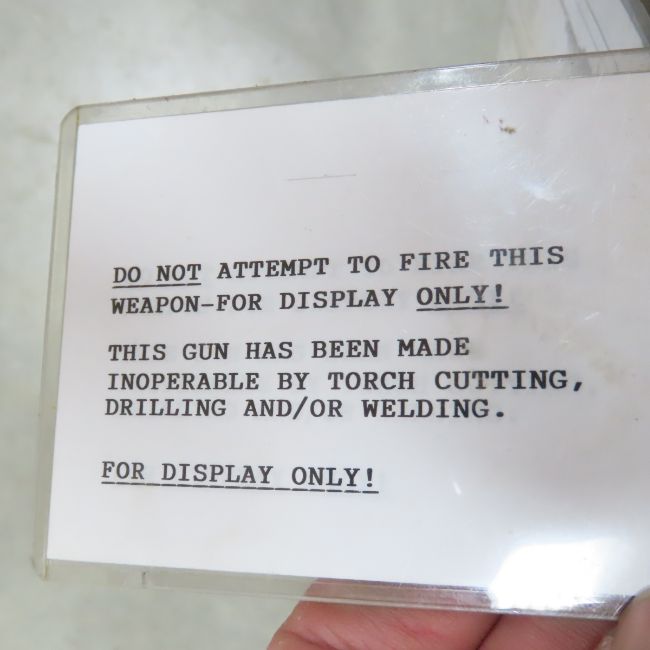 DO NOT ATTEMPT TO FIRE THIS
WEAPON-FOR DISPLAY ONLY!
THIS GUN HAS BEEN MADE
INOPERABLE BY TORCH CUTTING,
DRILLING AND/OR WELDING.
FOR DISPLAY ONLY!